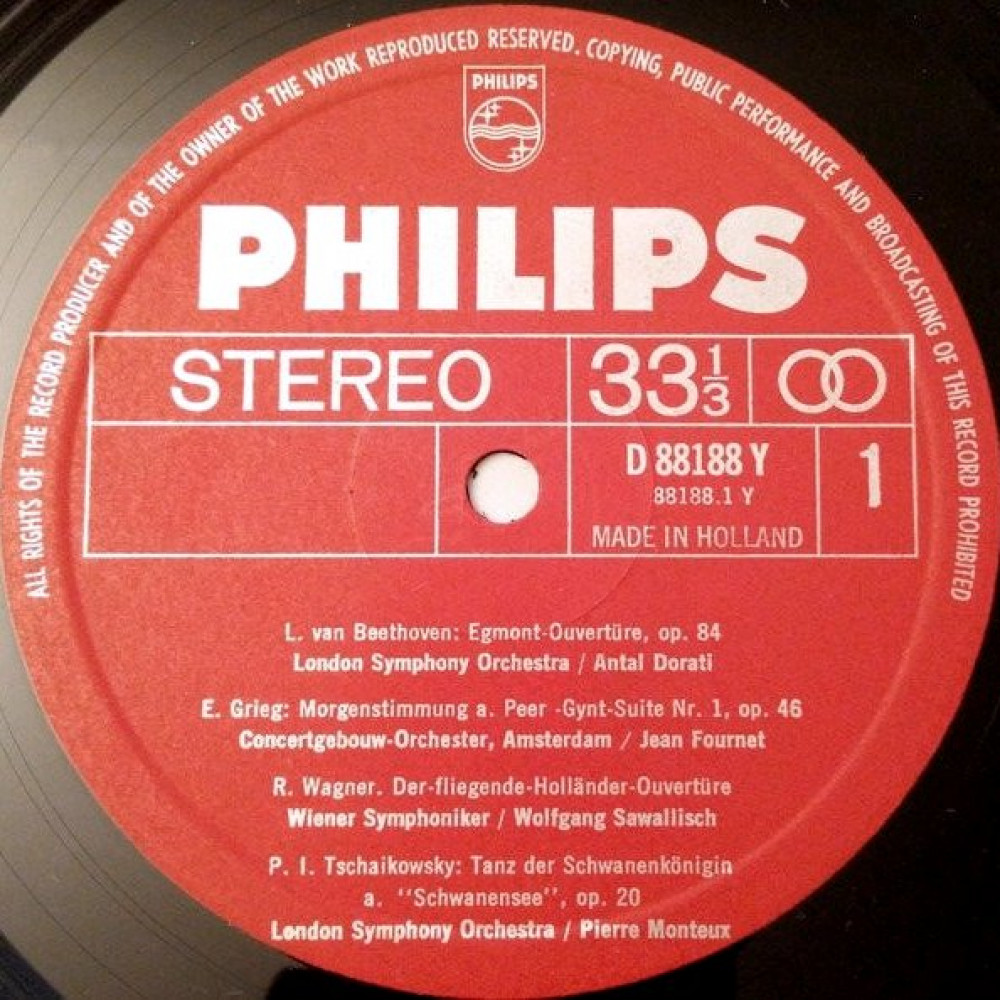 ALL RIGHTS OF THE RECORD PRODUCER AND OF THE OWNER OF THE WORK REPRODUCED RESERVED. COPYING, PUBLIC PERFORMANCE AND BROADCASTING OF THIS RECORD PROHIBITED
PHILIPS
PHILIPS
STEREO 33 1/3
D 88188 Y 1
88188.1 Y
MADE IN HOLLAND
L. van Beethoven: Egmont-Ouvertüre, op. 84
London Symphony Orchestra / Antal Dorati
E. Grieg: Morgenstimmung a. Peer -Gynt-Suite Nr. 1, op. 46
Concertgebouw-Orchester, Amsterdam / Jean Fournet
R. Wagner. Der-fliegende-Holländer-Ouvertüre
Wiener Symphoniker / Wolfgang Sawallisch
P. I. Tschaikowsky: Tanz der Schwanenkönigin
a. "Schwanensee", op. 20
London Symphony Orchestra / Pierre Monteux